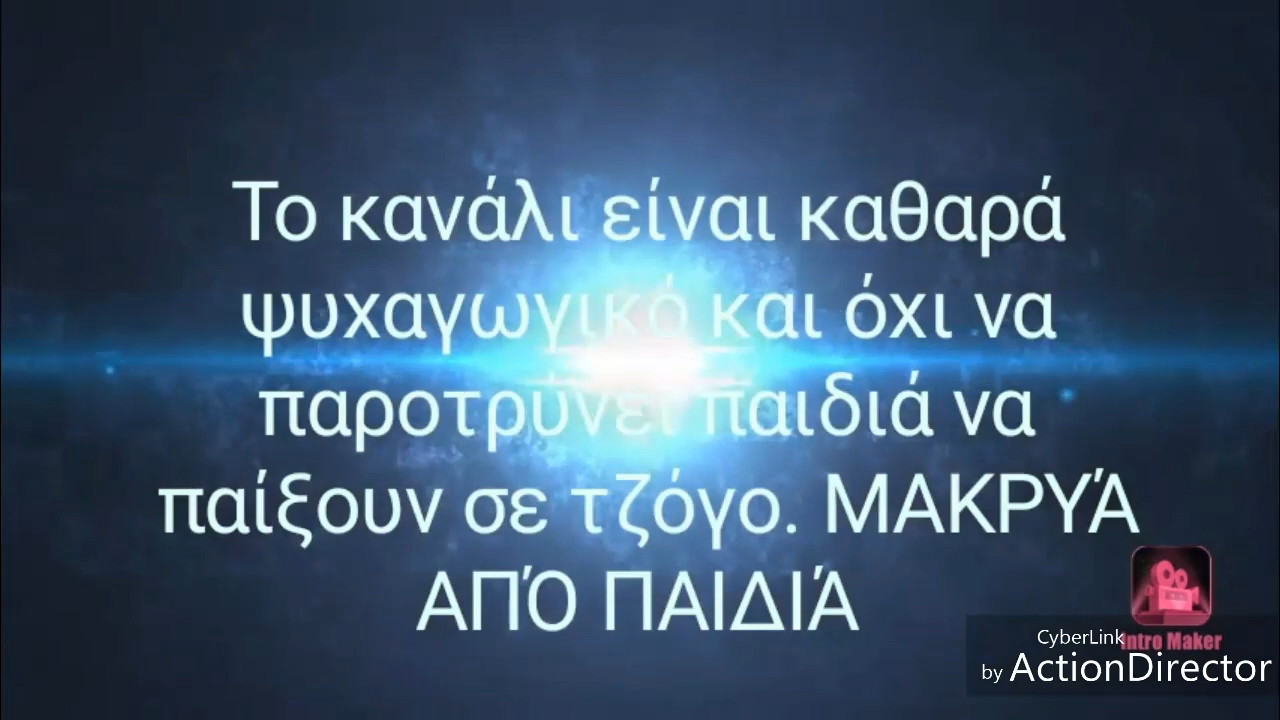 Το κανάλι είναι καθαρά
ψυχαγωγικό και όχι να
παροτρύνει παιδιά να
παίξουν σε τζόγο. ΜΑΚΡΥΆ
ΑΠΌ ΠΑΙΔΙΆ
Intro Maker
CyberLink
by ActionDirector